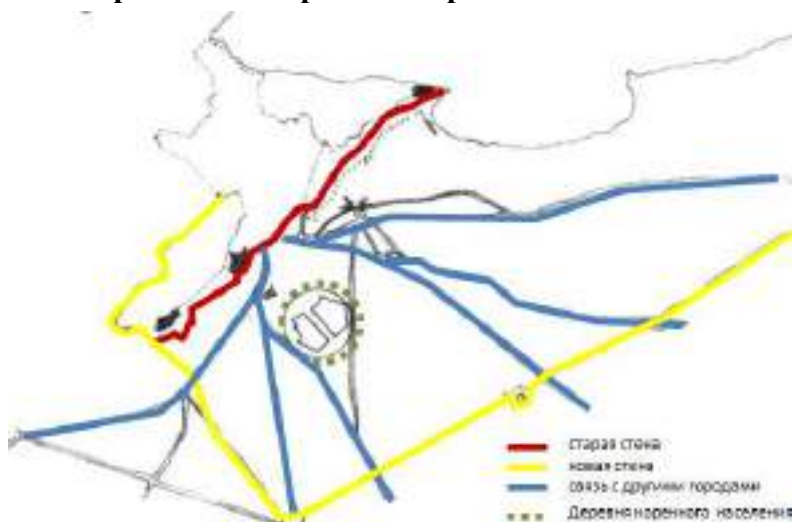 старая стена
новая стена
связь с другими городами
Деревня коренного населения